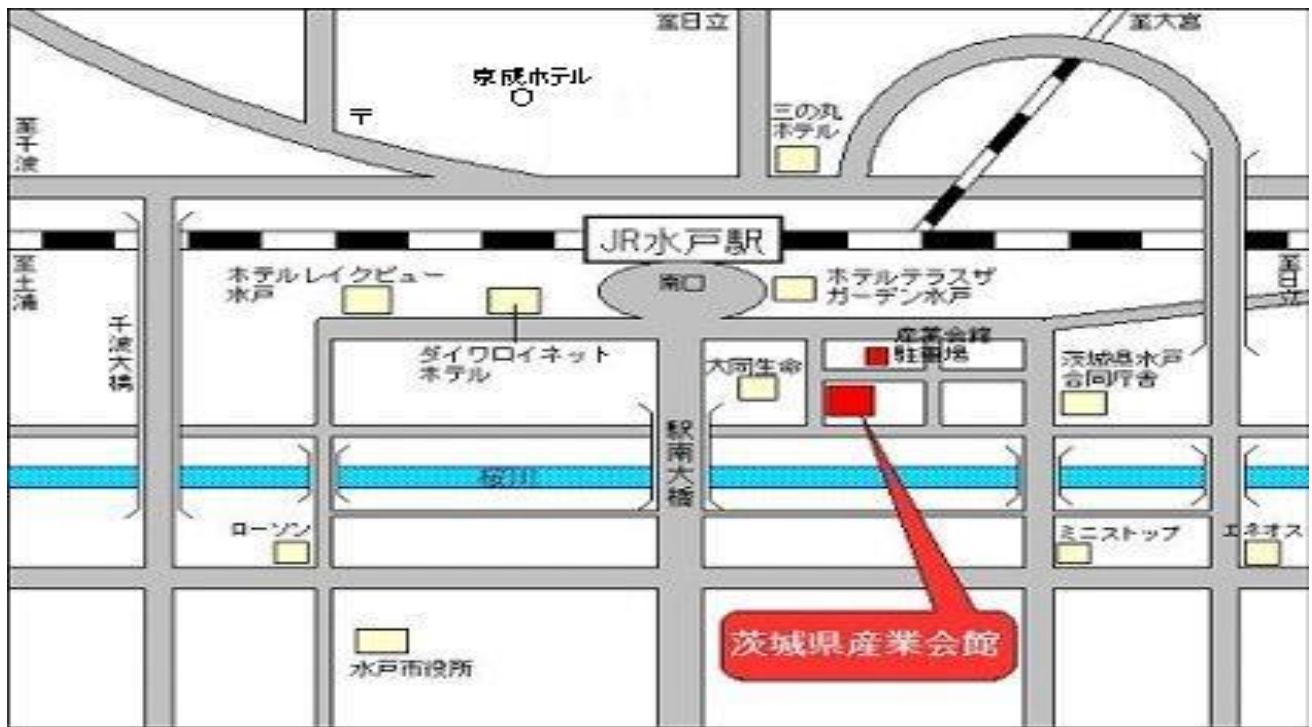 至日立
至大宮
京成ホテル
〒
三の丸
ホテル
至千波
JR水戸駅
至土浦
ホテルレイクビュー
水戸
南口
ホテルテラスザ
ガーデン水戸
至日立
千波大橋
ダイワロイネット
ホテル
大同生命
産業会館
駐車場
茨城県水戸
合同庁舎
駅南大橋
桜川
ローソン
ミニストップ
エネオス
茨城県産業会館
水戸市役所